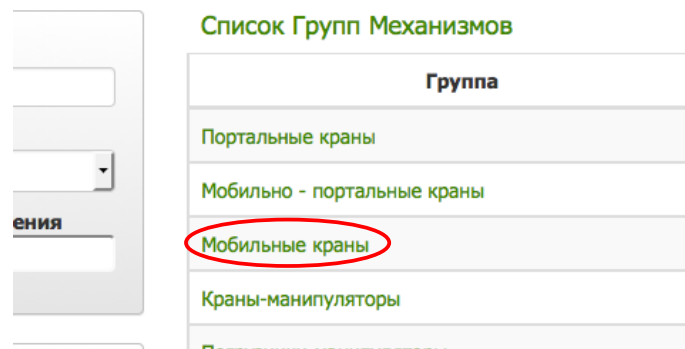 Список Групп Механизмов
Группа
Портальные краны
Мобильно - портальные краны
ения
Мобильные краны
Краны-манипуляторы